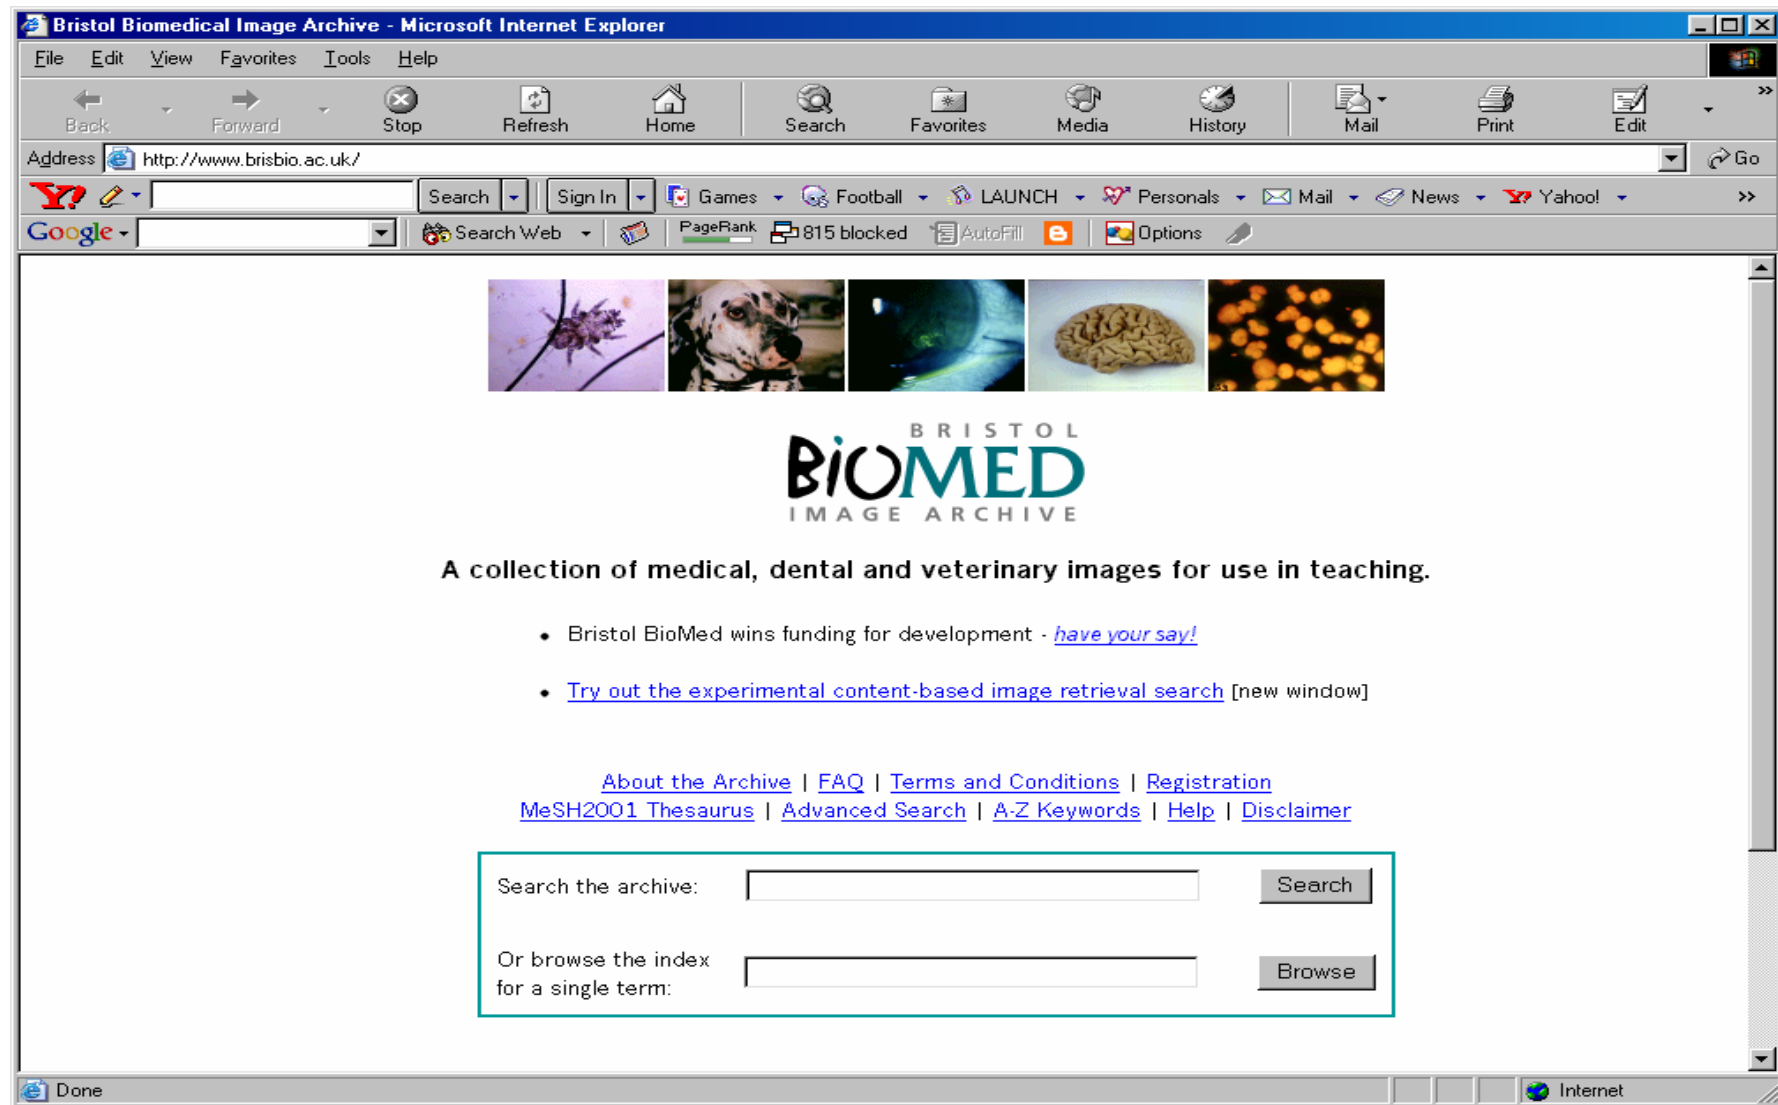 Bristol Biomedical Image Archive - Microsoft Internet Explorer
File Edit View Favorites Tools Help
Back Forward Stop Refresh Home Search Favorites Media History Mail Print Edit »
Address http://www.brisbio.ac.uk/ Go
Y! Search Sign In Games Football LAUNCH Personals Mail News Y! Yahoo! »
Google Search Web PageRank 815 blocked AutoFill Options
BRISTOL
BiOMED
IMAGE ARCHIVE
A collection of medical, dental and veterinary images for use in teaching.
• Bristol BioMed wins funding for development - have your say!
• Try out the experimental content-based image retrieval search [new window]
About the Archive | FAQ | Terms and Conditions | Registration
MeSH2001 Thesaurus | Advanced Search | A-Z Keywords | Help | Disclaimer
Search the archive: Search
Or browse the index
for a single term: Browse
Done Internet